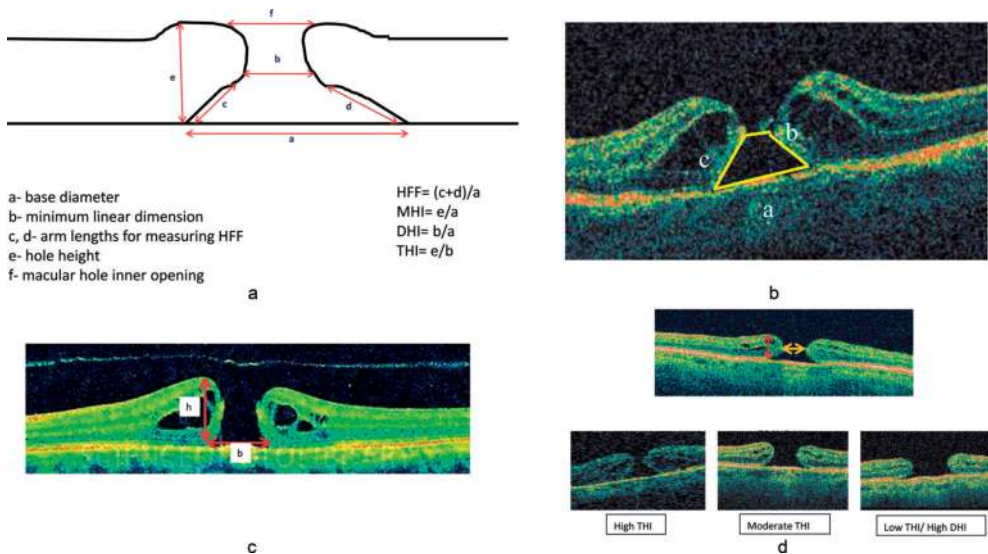 f
e
b
c
d
a
a- base diameter
b- minimum linear dimension
c, d- arm lengths for measuring HFF
e- hole height
f- macular hole inner opening
HFF= (c+d)/a
MHI= e/a
DHI= b/a
THI= e/b
a
b
c
a
b
h
b
c
High THI
Moderate THI
Low THI/ High DHI
d